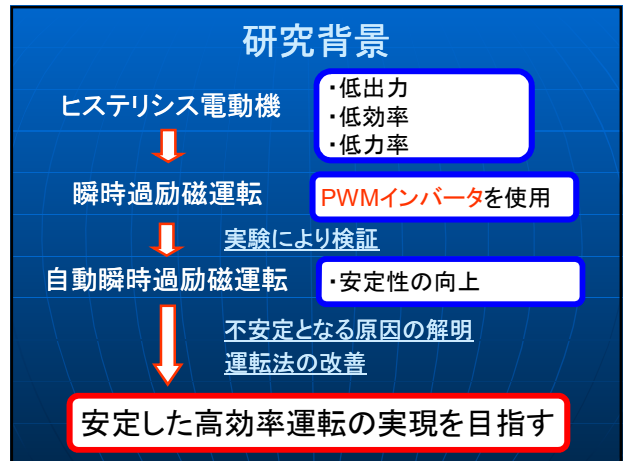 研究背景
ヒステリシス電動機
・低出力
・低効率
・低力率
瞬時過励磁運転
PWMインバータを使用
実験により検証
自動瞬時過励磁運転
・安定性の向上
不安定となる原因の解明
運転法の改善
安定した高効率運転の実現を目指す